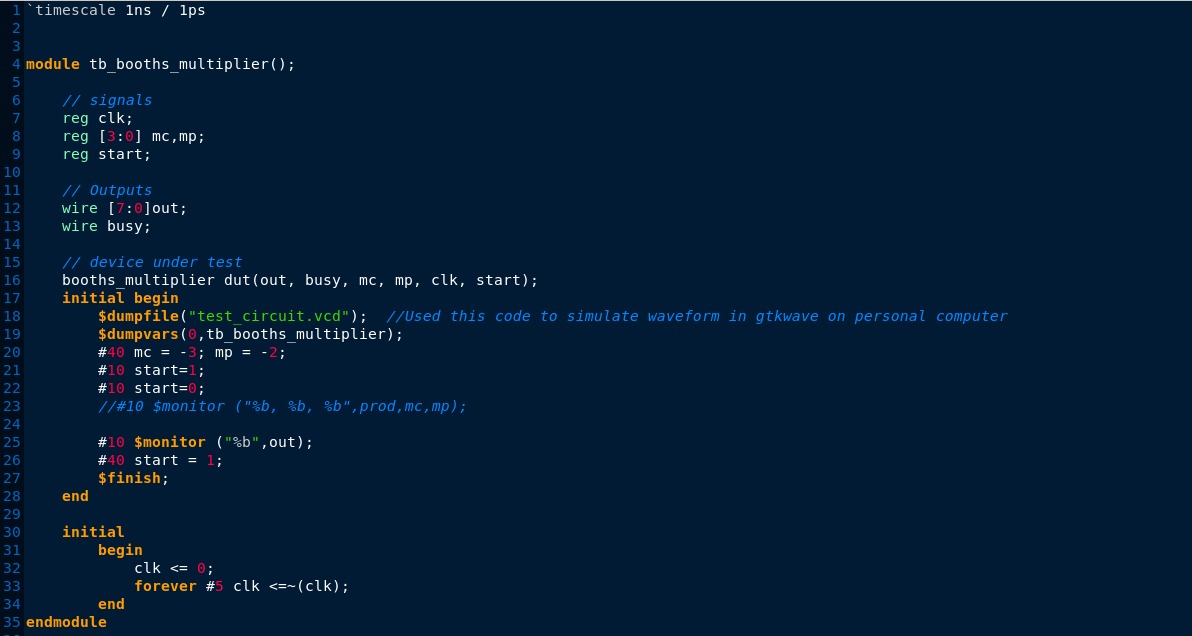 1 `timescale 1ns / 1ps
2
3
4 module tb_booths_multiplier();
5
6     // signals
7     reg clk;
8     reg [3:0] mc,mp;
9     reg start;
10
11     // Outputs
12     wire [7:0]out;
13     wire busy;
14
15     // device under test
16     booths_multiplier dut(out, busy, mc, mp, clk, start);
17     initial begin
18         $dumpfile("test_circuit.vcd");  //Used this code to simulate waveform in gtkwave on personal computer
19         $dumpvars(0,tb_booths_multiplier);
20         #40 mc = -3; mp = -2;
21         #10 start=1;
22         #10 start=0;
23         //#10 $monitor ("%b, %b, %b",prod,mc,mp);
24
25         #10 $monitor ("%b",out);
26         #40 start = 1;
27         $finish;
28     end
29
30     initial
31         begin
32             clk <= 0;
33             forever #5 clk <=~(clk);
34         end
35 endmodule